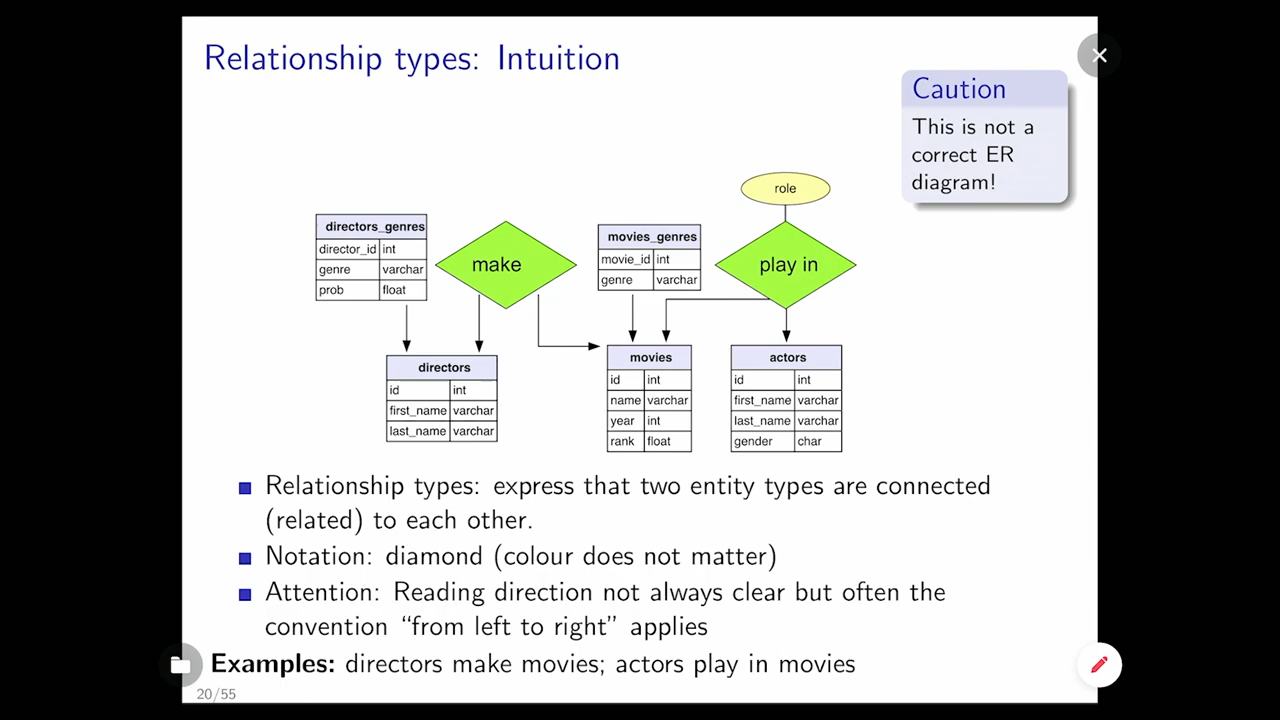 Relationship types: Intuition
Caution
This is not a
correct ER
diagram!
role
directors_genres
director_id int
genre varchar
prob float
make
movies_genres
movie_id int
genre varchar
play in
directors
id int
first_name varchar
last_name varchar
movies
id int
name varchar
year int
rank float
actors
id int
first_name varchar
last_name varchar
gender char
Relationship types: express that two entity types are connected
(related) to each other.
Notation: diamond (colour does not matter)
Attention: Reading direction not always clear but often the
convention “from left to right” applies
Examples: directors make movies; actors play in movies
20/55